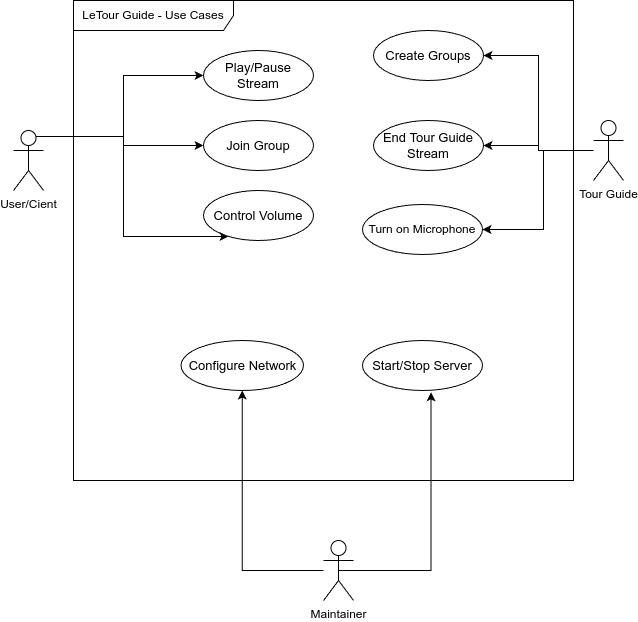 LeTour Guide - Use Cases
Play/Pause
Stream
Create Groups
Join Group
End Tour Guide
Stream
User/Cient
Tour Guide
Control Volume
Turn on Microphone
Configure Network
Start/Stop Server
Maintainer